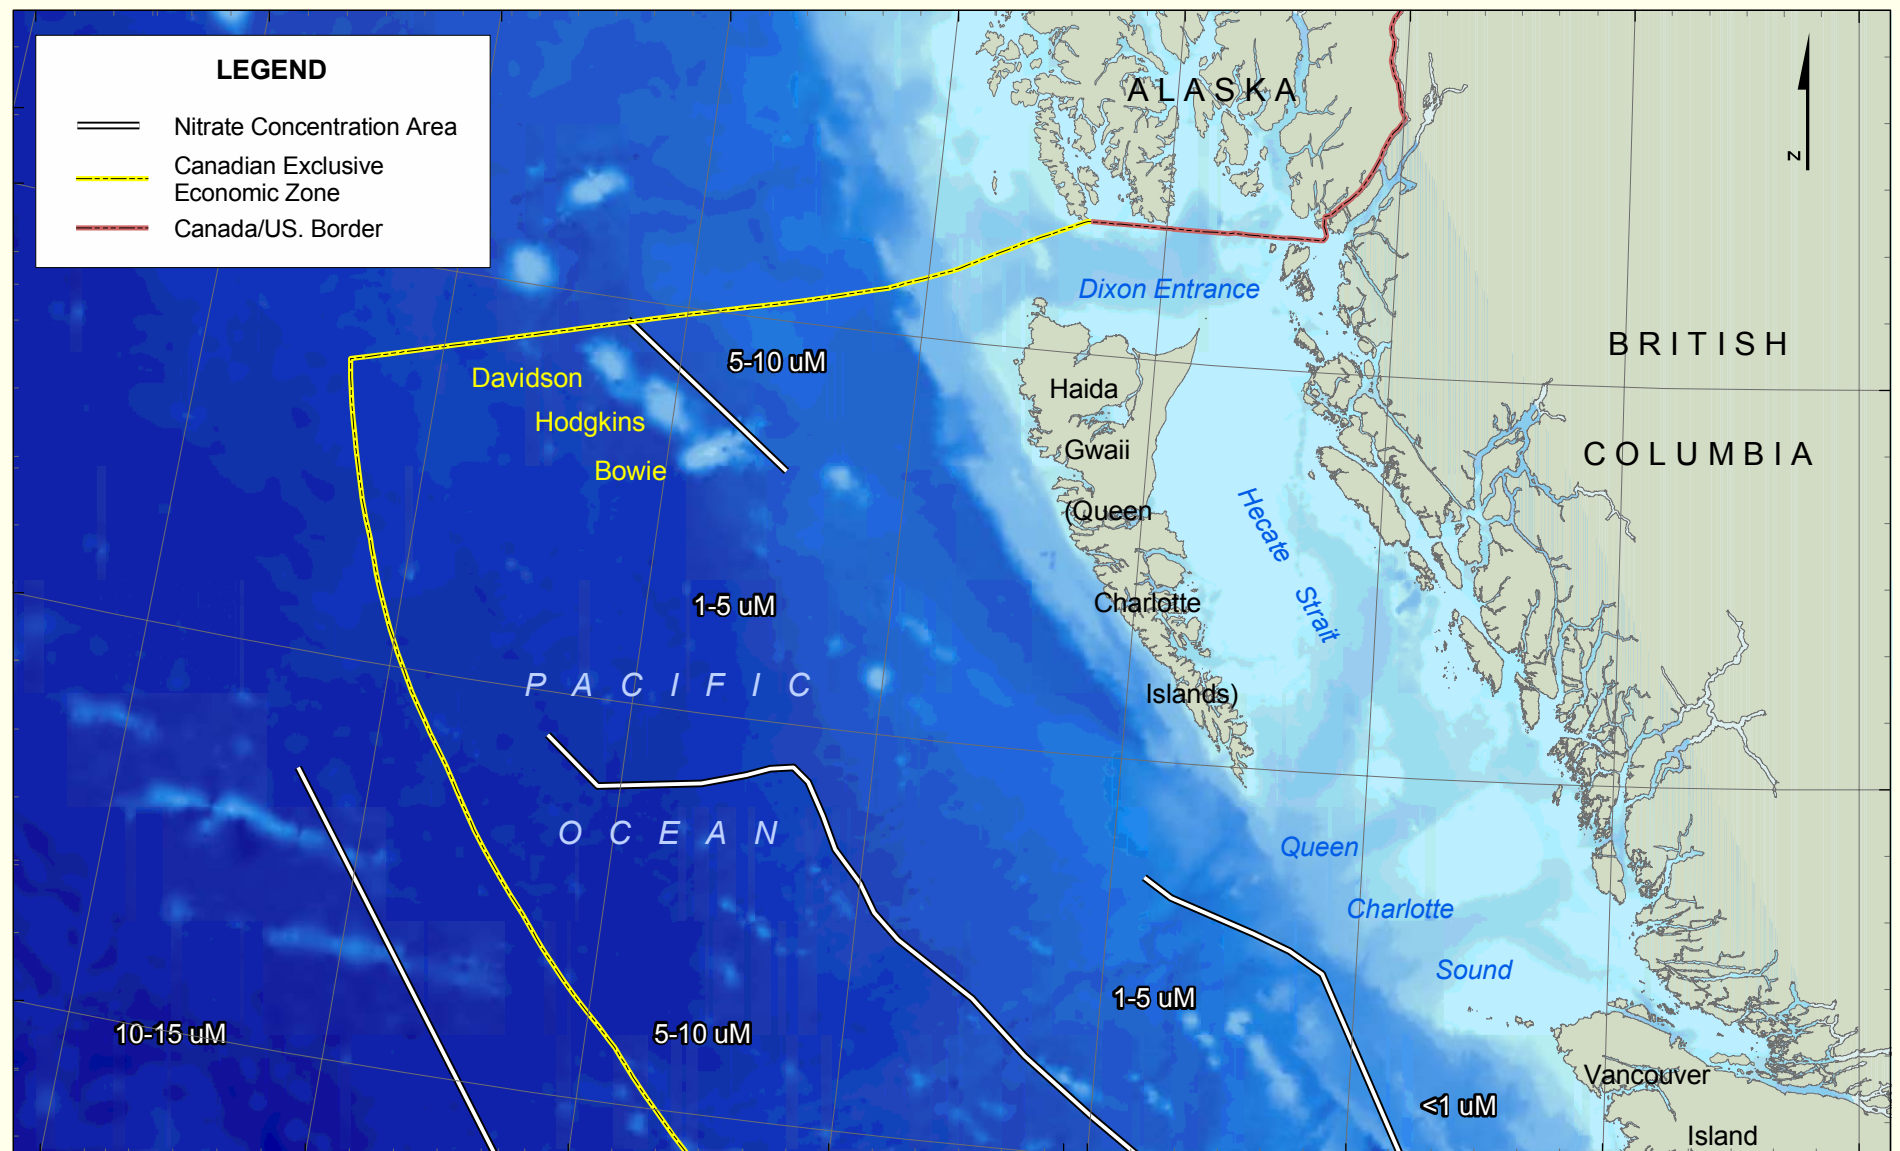 LEGEND
Nitrate Concentration Area
Canadian Exclusive
Economic Zone
Canada/US. Border
ALASKA
N
Dixon Entrance
BRITISH
COLUMBIA
5-10 uM
Davidson
Hodgkins
Bowie
Haida
Gwaii
(Queen
Charlotte
Islands)
Hecate Strait
1-5 uM
PACIFIC
OCEAN
Queen
Charlotte
Sound
10-15 uM
5-10 uM
1-5 uM
<1 uM
Vancouver
Island